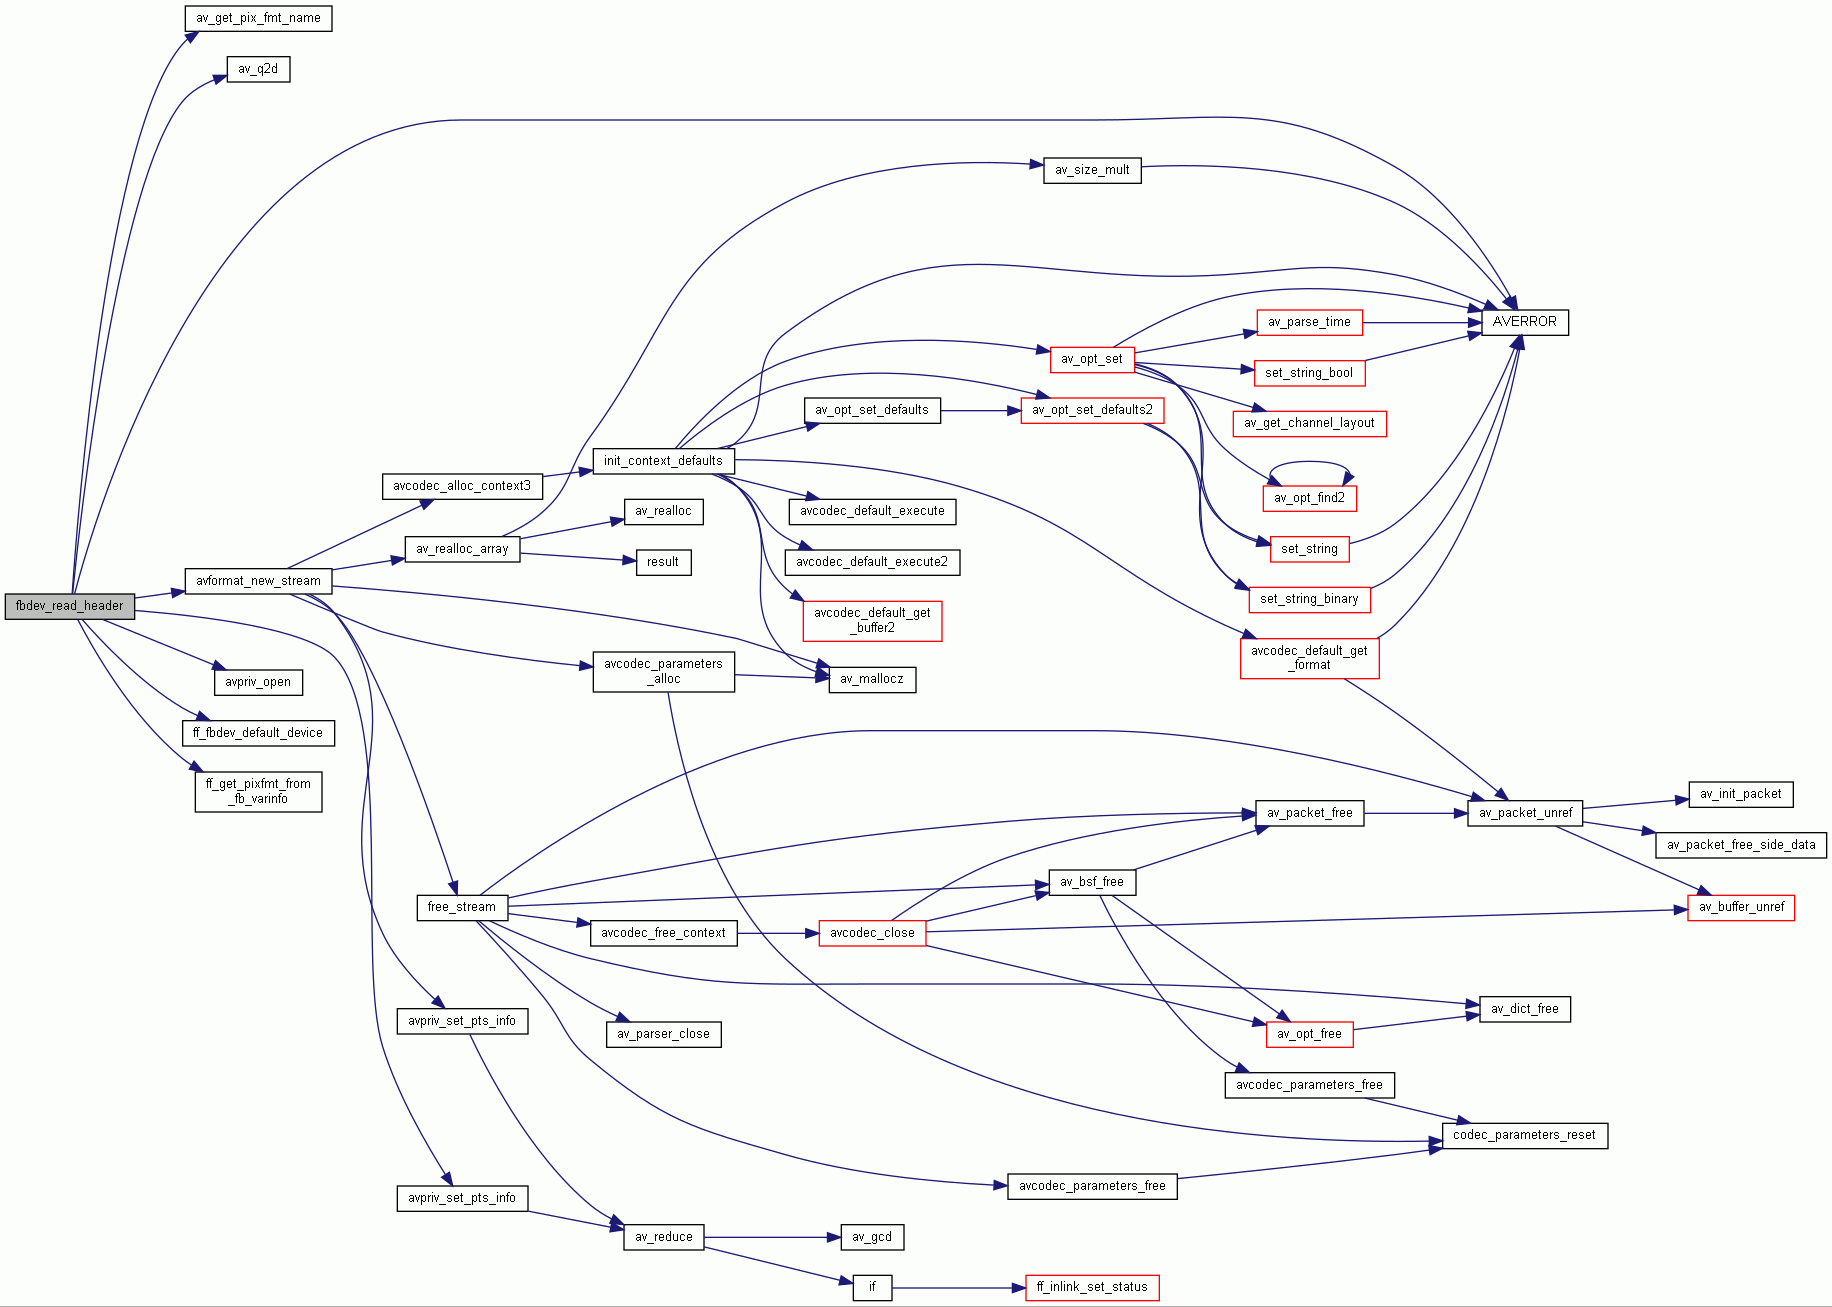 av_get_pix_fmt_name
av_q2d
av_size_mult
AVERROR
av_parse_time
av_opt_set
set_string_bool
av_opt_set_defaults
av_opt_set_defaults2
av_get_channel_layout
init_context_defaults
avcodec_alloc_context3
av_opt_find2
av_realloc
avcodec_default_execute
av_realloc_array
set_string
result
avcodec_default_execute2
avformat_new_stream
set_string_binary
fbdev_read_header
avcodec_default_get
_buffer2
avcodec_default_get
_format
avcodec_parameters
_alloc
av_mallocz
avpriv_open
ff_fbdev_default_device
ff_get_pixfmt_from
_fb_varinfo
av_init_packet
av_packet_free
av_packet_unref
av_packet_free_side_data
av_bsf_free
free_stream
av_buffer_unref
avcodec_free_context
avcodec_close
av_dict_free
avpriv_set_pts_info
av_parser_close
av_opt_free
avcodec_parameters_free
codec_parameters_reset
avcodec_parameters_free
avpriv_set_pts_info
av_reduce
av_gcd
if
ff_inlink_set_status